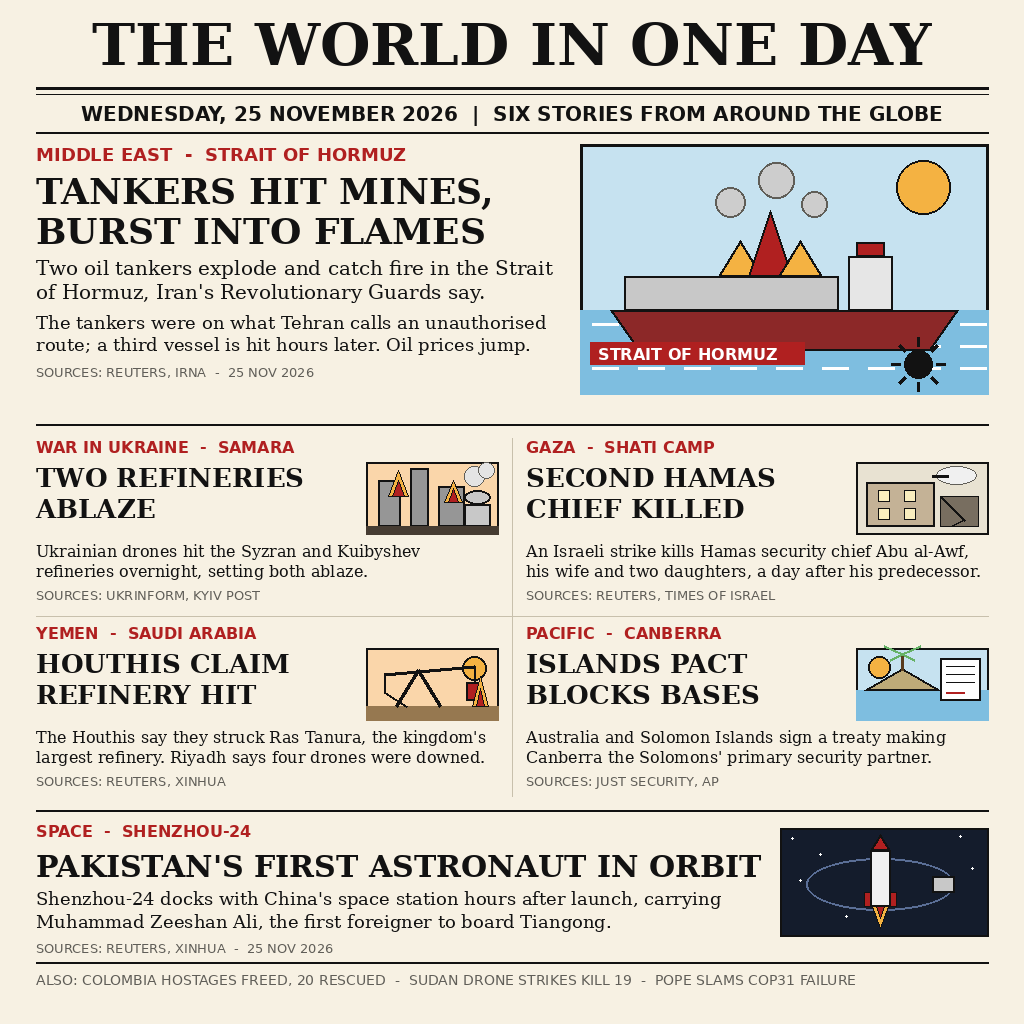 THE WORLD IN ONE DAY
WEDNESDAY, 25 NOVEMBER 2026 | SIX STORIES FROM AROUND THE GLOBE
MIDDLE EAST - STRAIT OF HORMUZ
TANKERS HIT MINES,
BURST INTO FLAMES
Two oil tankers explode and catch fire in the Strait
of Hormuz, Iran's Revolutionary Guards say.
The tankers were on what Tehran calls an unauthorised
route; a third vessel is hit hours later. Oil prices jump.
SOURCES: REUTERS, IRNA - 25 NOV 2026
STRAIT OF HORMUZ
WAR IN UKRAINE - SAMARA
TWO REFINERIES
ABLAZE
Ukrainian drones hit the Syzran and Kuibyshev
refineries overnight, setting both ablaze.
SOURCES: UKRINFORM, KYIV POST
GAZA - SHATI CAMP
SECOND HAMAS
CHIEF KILLED
An Israeli strike kills Hamas security chief Abu al-Awf,
his wife and two daughters, a day after his predecessor.
SOURCES: REUTERS, TIMES OF ISRAEL
YEMEN - SAUDI ARABIA
HOUTHIS CLAIM
REFINERY HIT
The Houthis say they struck Ras Tanura, the kingdom's
largest refinery. Riyadh says four drones were downed.
SOURCES: REUTERS, XINHUA
PACIFIC - CANBERRA
ISLANDS PACT
BLOCKS BASES
Australia and Solomon Islands sign a treaty making
Canberra the Solomons' primary security partner.
SOURCES: JUST SECURITY, AP
SPACE - SHENZHOU-24
PAKISTAN'S FIRST ASTRONAUT IN ORBIT
Shenzhou-24 docks with China's space station hours after launch, carrying
Muhammad Zeeshan Ali, the first foreigner to board Tiangong.
SOURCES: REUTERS, XINHUA - 25 NOV 2026
ALSO: COLOMBIA HOSTAGES FREED, 20 RESCUED - SUDAN DRONE STRIKES KILL 19 - POPE SLAMS COP31 FAILURE